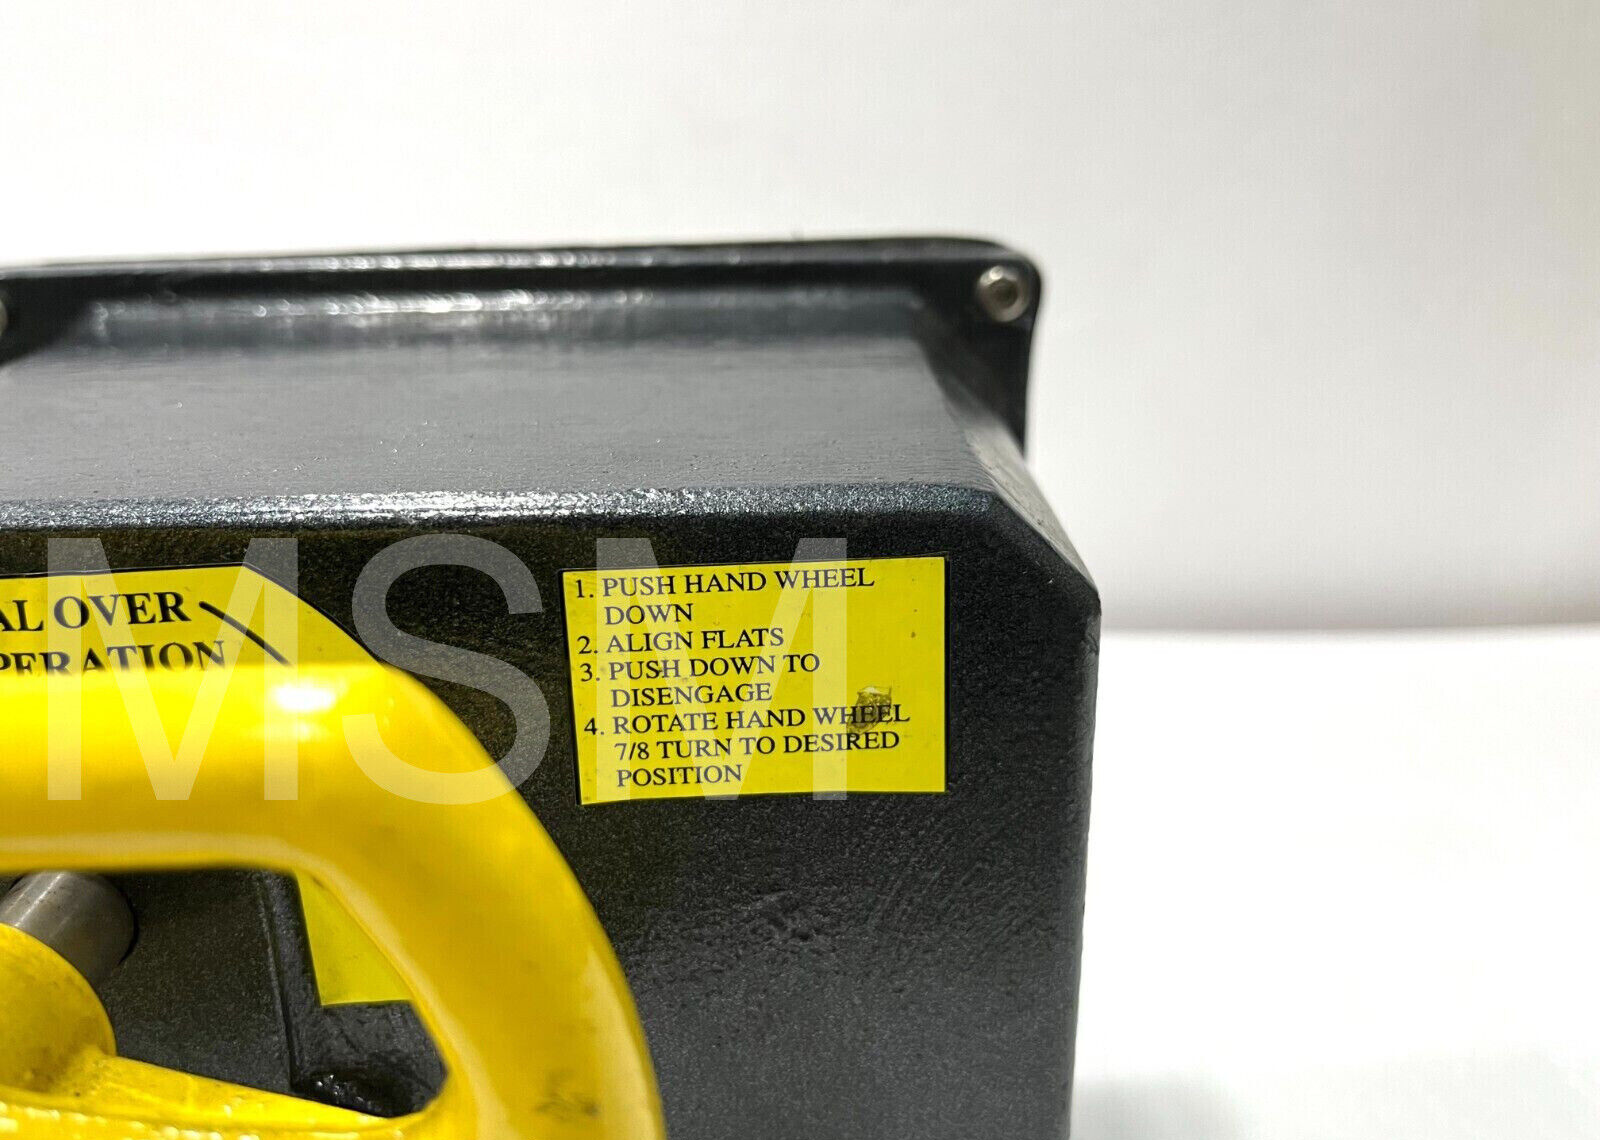 AL OVER
PERATION
1. PUSH HAND WHEEL
DOWN
2. ALIGN FLATS
3. PUSH DOWN TO
DISENGAGE
4. ROTATE HAND WHEEL
7/8 TURN TO DESIRED
POSITION
MSM